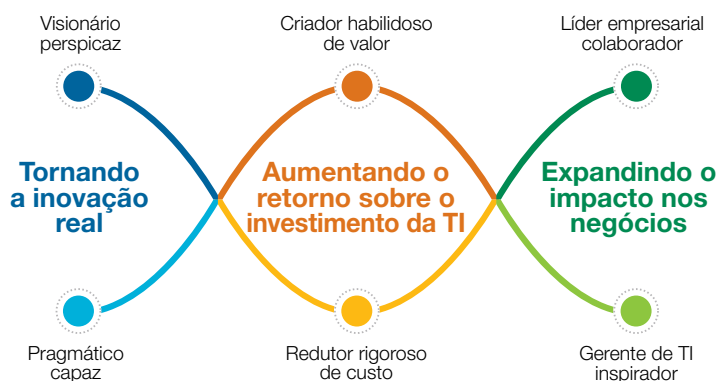 Visionário
perspicaz
Criador habilidoso
de valor
Líder empresarial
colaborador
Tornando
a inovação
real
Aumentando o
retorno sobre o
investimento da TI
Expandindo o
impacto nos
negócios
Pragmático
capaz
Redutor rigoroso
de custo
Gerente de TI
inspirador